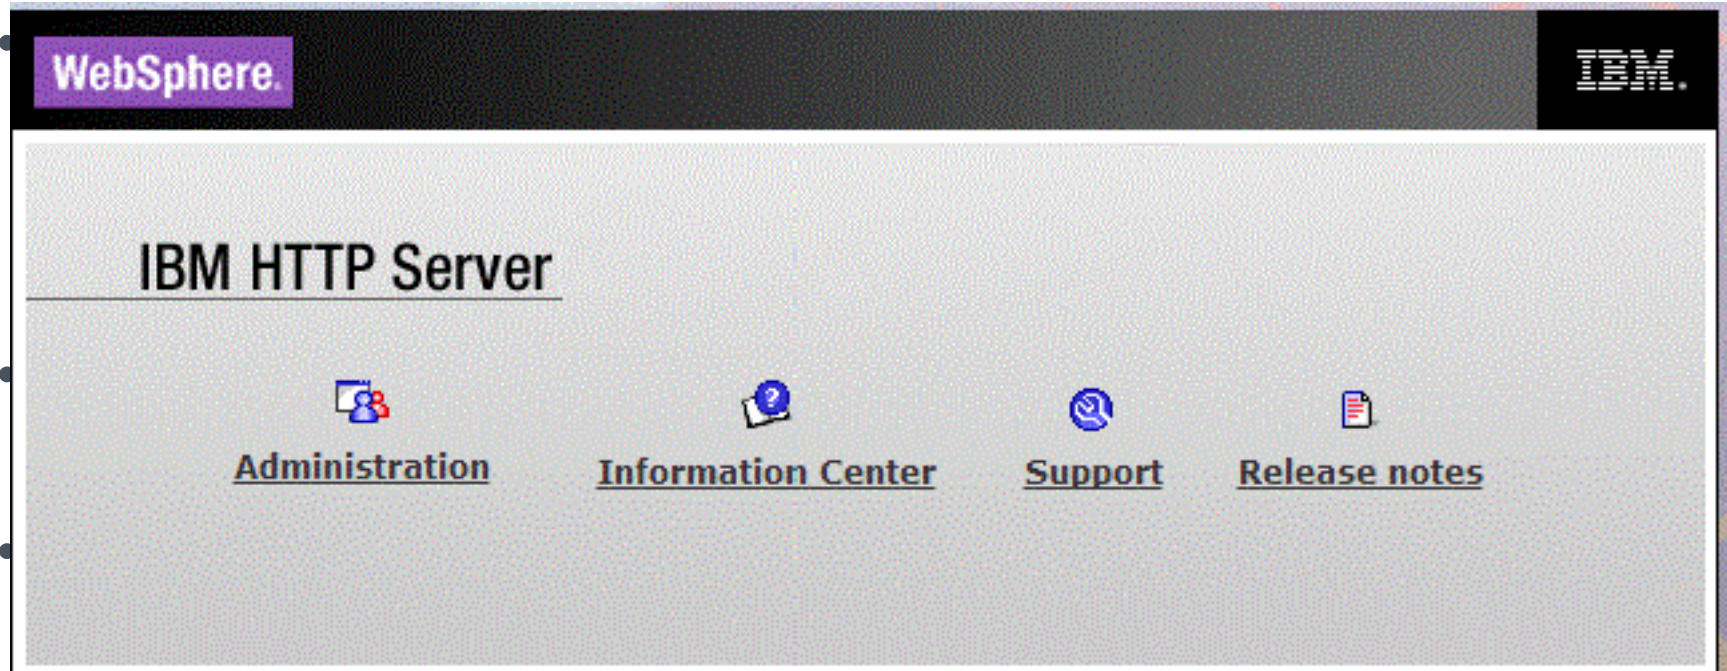 WebSphere.
IBM.
IBM HTTP Server
Administration
Information Center
Support
Release notes